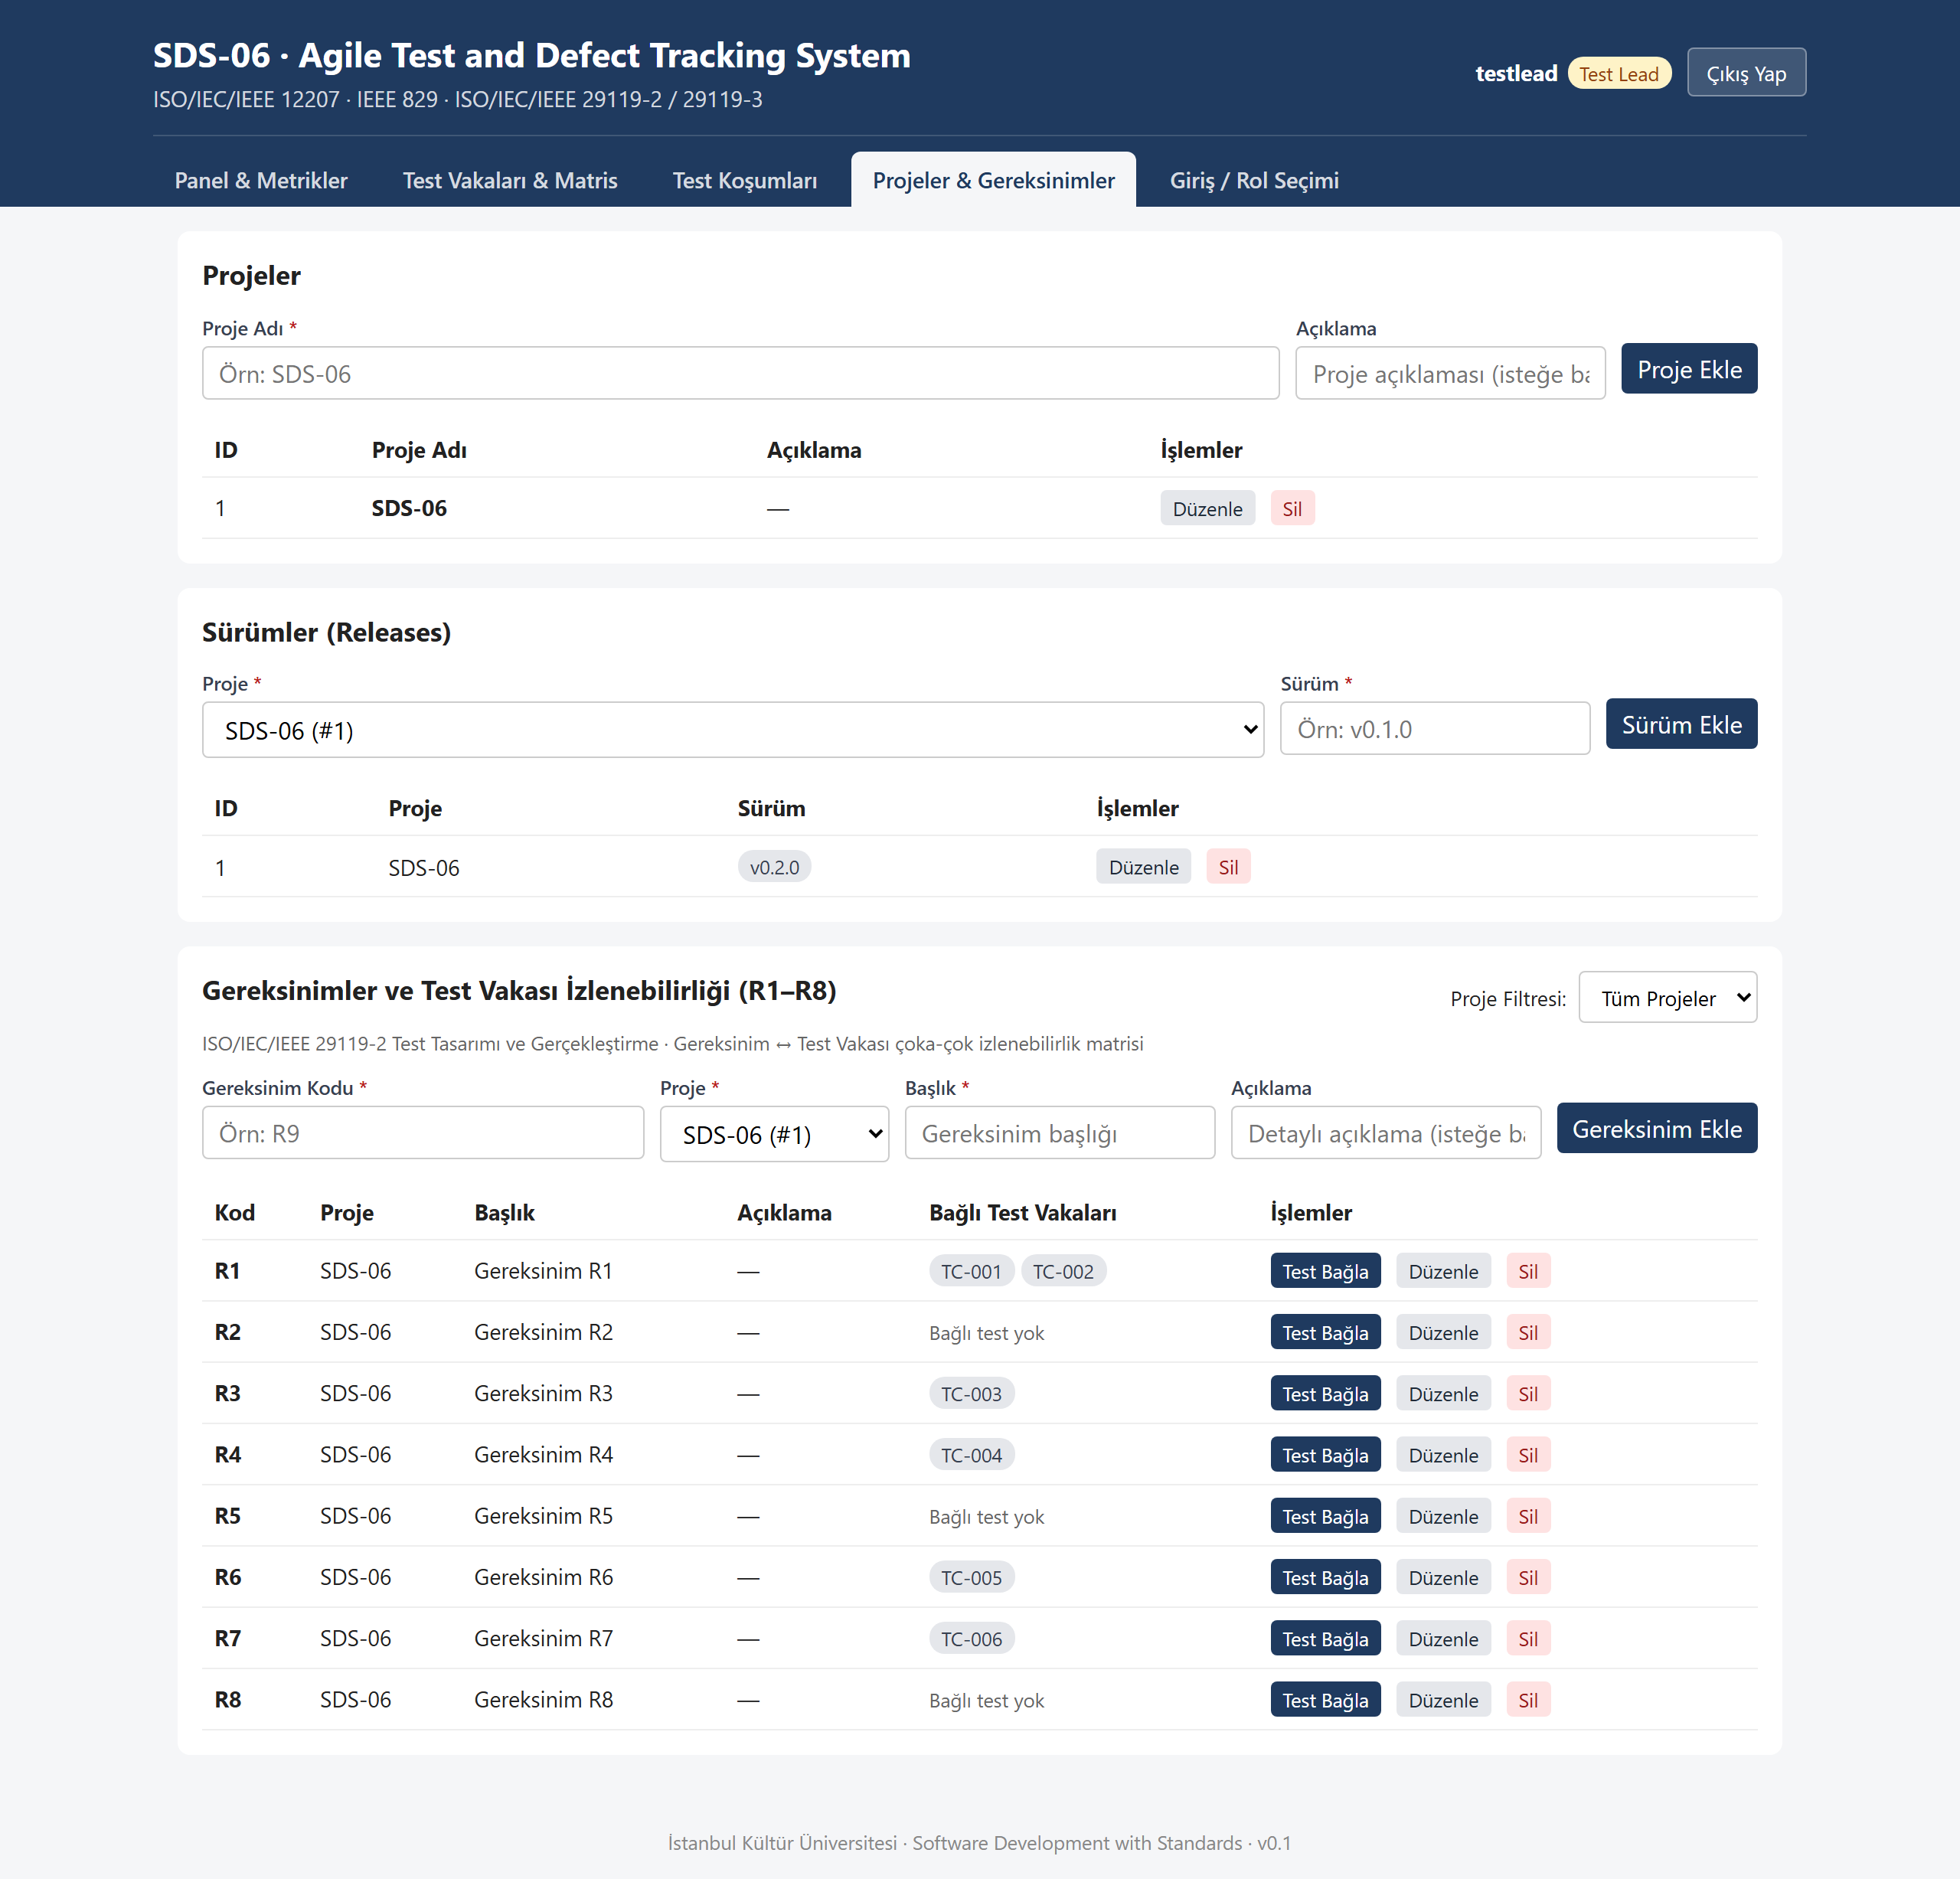 SDS-06 · Agile Test and Defect Tracking System
ISO/IEC/IEEE 12207 · IEEE 829 · ISO/IEC/IEEE 29119-2 / 29119-3
testlead Test Lead Çıkış Yap
Panel & Metrikler Test Vakaları & Matris Test Koşumları Projeler & Gereksinimler Giriş / Rol Seçimi
Projeler
Proje Adı * Açıklama
Örn: SDS-06 Proje açıklaması (isteğe ba Proje Ekle
ID Proje Adı Açıklama İşlemler
1 SDS-06 — Düzenle Sil
Sürümler (Releases)
Proje * Sürüm *
SDS-06 (#1) Örn: v0.1.0 Sürüm Ekle
ID Proje Sürüm İşlemler
1 SDS-06 v0.2.0 Düzenle Sil
Gereksinimler ve Test Vakası İzlenebilirliği (R1–R8) Proje Filtresi: Tüm Projeler
ISO/IEC/IEEE 29119-2 Test Tasarımı ve Gerçekleştirme · Gereksinim ↔ Test Vakası çoka-çok izlenebilirlik matrisi
Gereksinim Kodu * Proje * Başlık * Açıklama
Örn: R9 SDS-06 (#1) Gereksinim başlığı Detaylı açıklama (isteğe ba Gereksinim Ekle
Kod Proje Başlık Açıklama Bağlı Test Vakaları İşlemler
R1 SDS-06 Gereksinim R1 — TC-001 TC-002 Test Bağla Düzenle Sil
R2 SDS-06 Gereksinim R2 — Bağlı test yok Test Bağla Düzenle Sil
R3 SDS-06 Gereksinim R3 — TC-003 Test Bağla Düzenle Sil
R4 SDS-06 Gereksinim R4 — TC-004 Test Bağla Düzenle Sil
R5 SDS-06 Gereksinim R5 — Bağlı test yok Test Bağla Düzenle Sil
R6 SDS-06 Gereksinim R6 — TC-005 Test Bağla Düzenle Sil
R7 SDS-06 Gereksinim R7 — TC-006 Test Bağla Düzenle Sil
R8 SDS-06 Gereksinim R8 — Bağlı test yok Test Bağla Düzenle Sil
İstanbul Kültür Üniversitesi · Software Development with Standards · v0.1